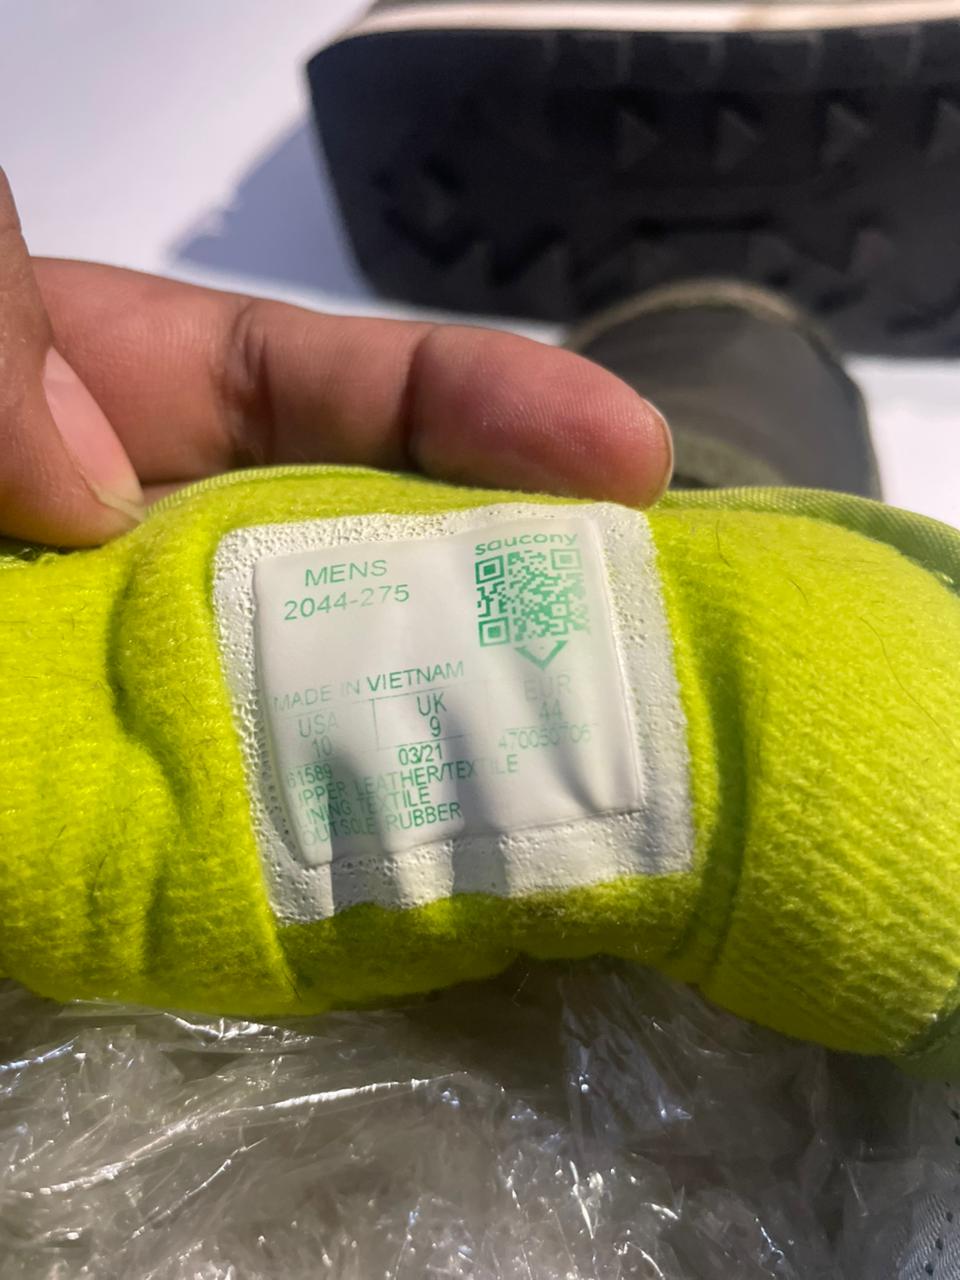 saucony
MENS
2044-275
MADE IN VIETNAM
USA UK EUR
10 9 44
61589 03/21 470050706
UPPER LEATHER/TEXTILE
LINING TEXTILE
OUTSOLE RUBBER